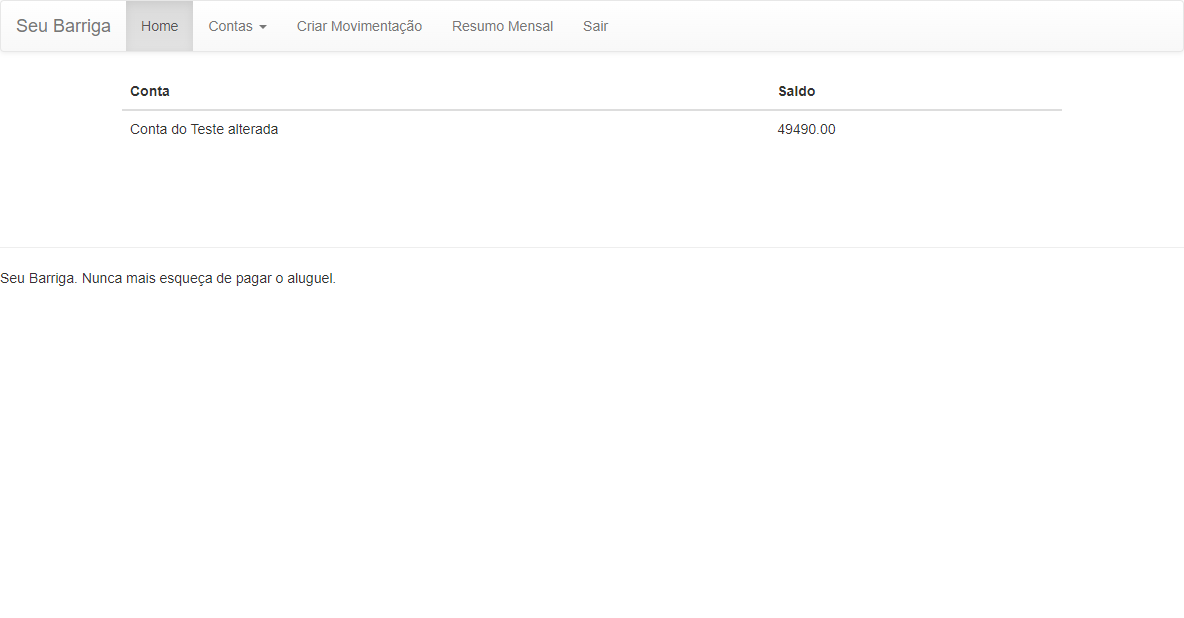 Seu Barriga Home Contas Criar Movimentação Resumo Mensal Sair
Conta Saldo
Conta do Teste alterada 49490.00
Seu Barriga. Nunca mais esqueça de pagar o aluguel.